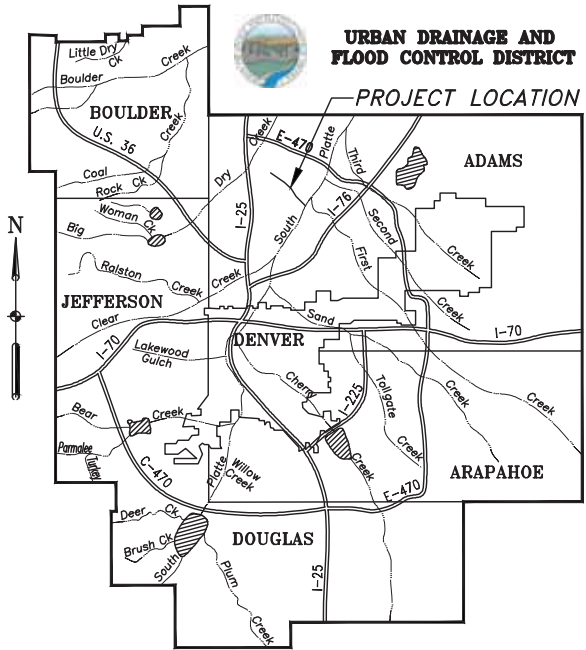 URBAN DRAINAGE AND
FLOOD CONTROL DISTRICT
PROJECT LOCATION
Little Dry
Ck
Creek
Boulder
BOULDER
Creek
U.S. 36
Coal
Rock Ck
Woman Ck
Big
Dry
Creek
E-470
Platte
Third
ADAMS
I-25
South
I-76
Second
First
Creek
Creek
N
Ralston
Creek
Creek
JEFFERSON
Clear
Sand
I-70
I-70
DENVER
Lakewood
Gulch
Cherry
I-225
Tollgate
Creek
Creek
Creek
Bear
Creek
Parmalee
Turkey
C-470
Platte
Willow
Creek
Creek
ARAPAHOE
E-470
Deer Ck
Brush Ck
South
DOUGLAS
Plum
Creek
I-25